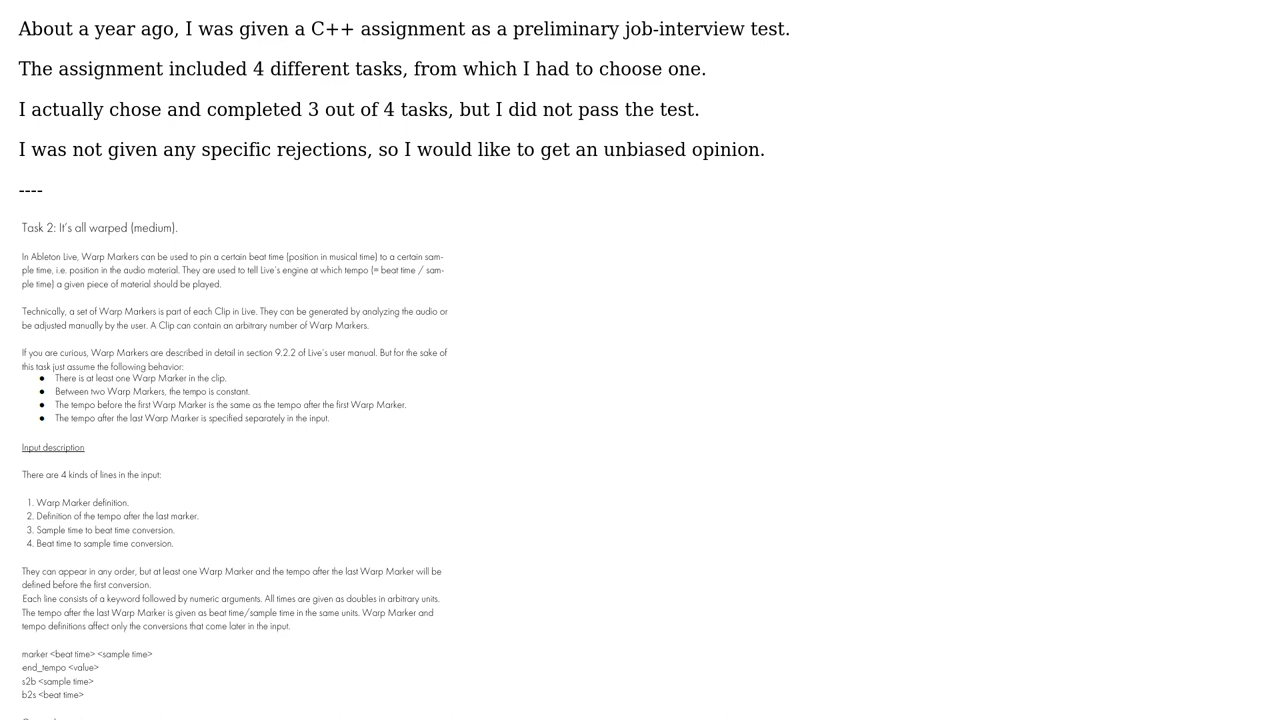 About a year ago, I was given a C++ assignment as a preliminary job-interview test.
The assignment included 4 different tasks, from which I had to choose one.
I actually chose and completed 3 out of 4 tasks, but I did not pass the test.
I was not given any specific rejections, so I would like to get an unbiased opinion.
----
Task 2: It's all warped (medium).
In Ableton Live, Warp Markers can be used to pin a certain beat time (position in musical time) to a certain sam-
ple time, i.e. position in the audio material. They are used to tell Live's engine at which tempo (= beat time / sam-
ple time) a given piece of material should be played.
Technically, a set of Warp Markers is part of each Clip in Live. They can be generated by analyzing the audio or
be adjusted manually by the user. A Clip can contain an arbitrary number of Warp Markers.
If you are curious, Warp Markers are described in detail in section 9.2.2 of Live's user manual. But for the sake of
this task just assume the following behavior:
● There is at least one Warp Marker in the clip.
● Between two Warp Markers, the tempo is constant.
● The tempo before the first Warp Marker is the same as the tempo after the first Warp Marker.
● The tempo after the last Warp Marker is specified separately in the input.
Input description
There are 4 kinds of lines in the input:
1. Warp Marker definition.
2. Definition of the tempo after the last marker.
3. Sample time to beat time conversion.
4. Beat time to sample time conversion.
They can appear in any order, but at least one Warp Marker and the tempo after the last Warp Marker will be
defined before the first conversion.
Each line consists of a keyword followed by numeric arguments. All times are given as doubles in arbitrary units.
The tempo after the last Warp Marker is given as beat time/sample time in the same units. Warp Marker and
tempo definitions affect only the conversions that come later in the input.
marker <beat time> <sample time>
end_tempo <value>
s2b <sample time>
b2s <beat time>